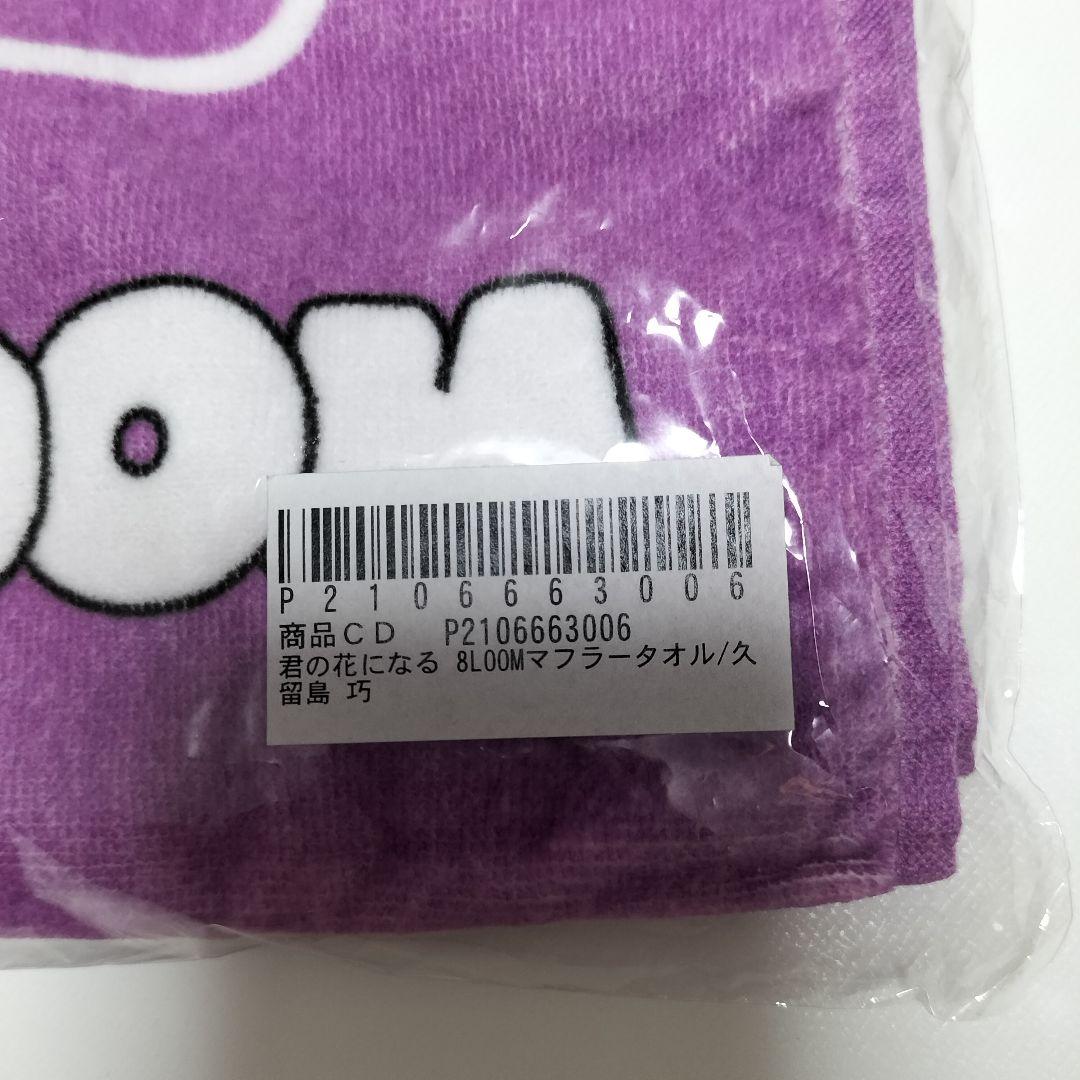 OOM
P2106663006
商品CD P2106663006
君の花になる 8LOOMマフラータオル/久
留島 巧